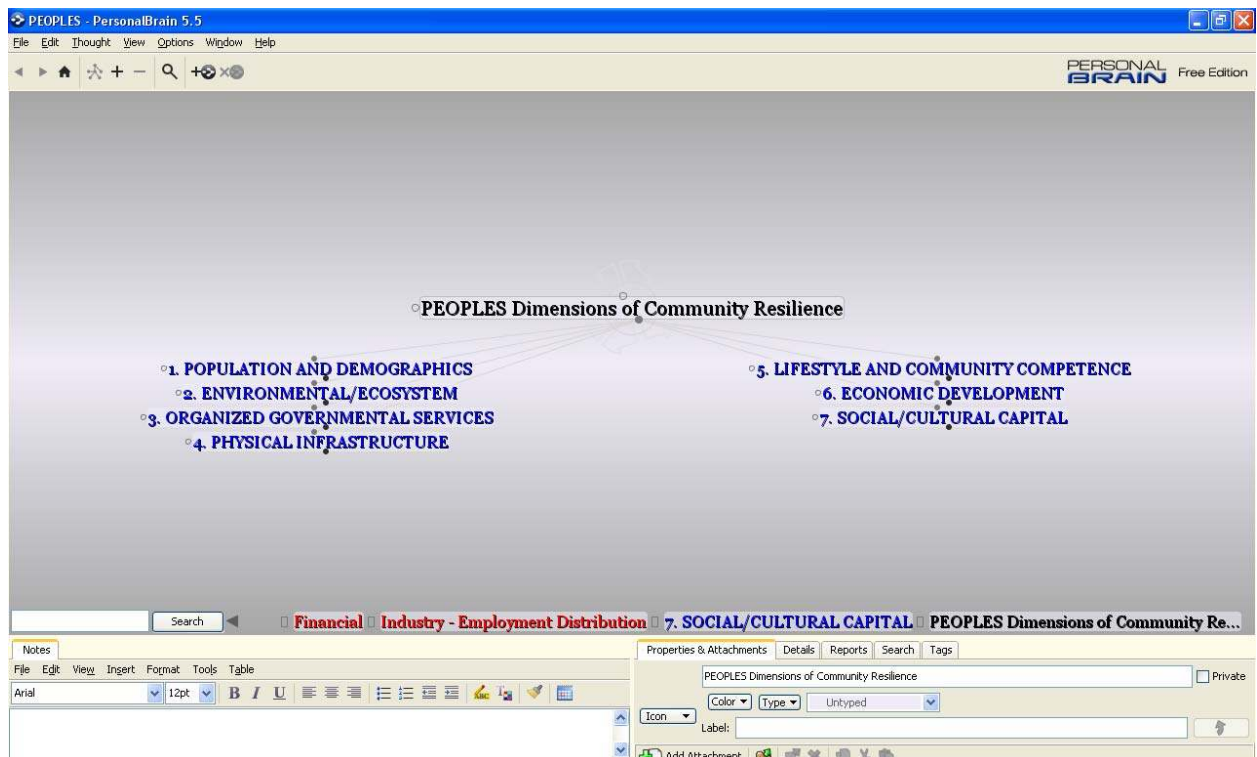 PEOPLES - PersonalBrain 5.5
File Edit Thought View Options Window Help
PERSONAL BRAIN Free Edition
PEOPLES Dimensions of Community Resilience
1. POPULATION AND DEMOGRAPHICS
2. ENVIRONMENTAL/ECOSYSTEM
3. ORGANIZED GOVERNMENTAL SERVICES
4. PHYSICAL INFRASTRUCTURE
5. LIFESTYLE AND COMMUNITY COMPETENCE
6. ECONOMIC DEVELOPMENT
7. SOCIAL/CULTURAL CAPITAL
Search Financial Industry - Employment Distribution 7. SOCIAL/CULTURAL CAPITAL PEOPLES Dimensions of Community Re...
Notes
File Edit View Insert Format Tools Table
Arial 12pt B I U ABC
Properties & Attachments Details Reports Search Tags
PEOPLES Dimensions of Community Resilience Private
Icon Color Type Untyped
Label:
Add Attachment